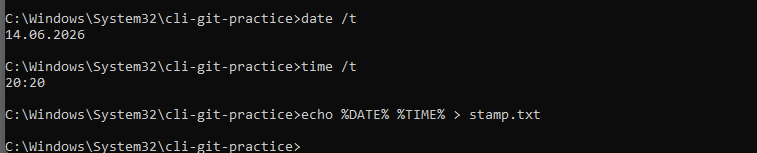 C:\Windows\System32\cli-git-practice>date /t
14.06.2026
C:\Windows\System32\cli-git-practice>time /t
20:20
C:\Windows\System32\cli-git-practice>echo %DATE% %TIME% > stamp.txt
C:\Windows\System32\cli-git-practice>